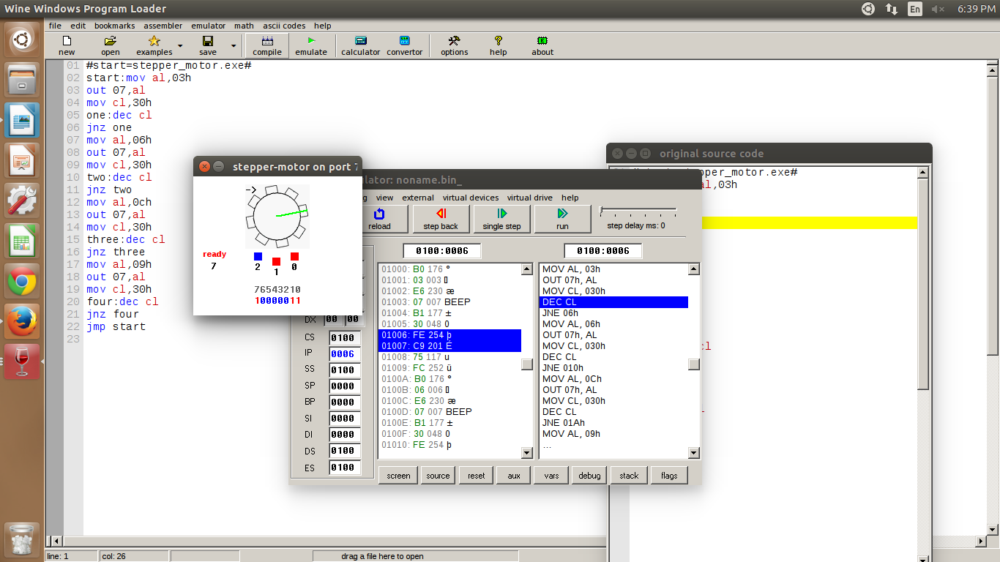 Wine Windows Program Loader
En
6:39 PM
file edit bookmarks assembler emulator math ascii codes help
new open examples save compile emulate calculator convertor options help about
01 #start=stepper_motor.exe#
02 start:mov al,03h
03 out 07,al
04 mov cl,30h
05 one:dec cl
06 jnz one
07 mov al,06h
08 out 07,al
09 mov cl,30h
10 two:dec cl
11 jnz two
12 mov al,0ch
13 out 07,al
14 mov cl,30h
15 three:dec cl
16 jnz three
17 mov al,09h
18 out 07,al
19 mov cl,30h
20 four:dec cl
21 jnz four
22 jmp start
23
stepper-motor on port 7
->
ready
7
2
1
0
76543210
10000011
original source code
stepper_motor.exe#
al,03h
cl
lator: noname.bin_
view external virtual devices virtual drive help
reload step back single step run
step delay ms: 0
0100:0006
0100:0006
DX 00 00
CS 0100
IP 0006
SS 0100
SP 0000
BP 0000
SI 0000
DI 0000
DS 0100
ES 0100
01000: B0 176 °
01001: 03 003 ▯
01002: E6 230 æ
01003: 07 007 BEEP
01004: B1 177 ±
01005: 30 048 0
01006: FE 254 þ
01007: C9 201 É
01008: 75 117 u
01009: FC 252 ü
0100A: B0 176 °
0100B: 06 006 ▯
0100C: E6 230 æ
0100D: 07 007 BEEP
0100E: B1 177 ±
0100F: 30 048 0
01010: FE 254 þ
MOV AL, 03h
OUT 07h, AL
MOV CL, 030h
DEC CL
JNE 06h
MOV AL, 06h
OUT 07h, AL
MOV CL, 030h
DEC CL
JNE 010h
MOV AL, 0Ch
OUT 07h, AL
MOV CL, 030h
DEC CL
JNE 01Ah
MOV AL, 09h
...
screen source reset aux vars debug stack flags
line: 1
col: 26
drag a file here to open